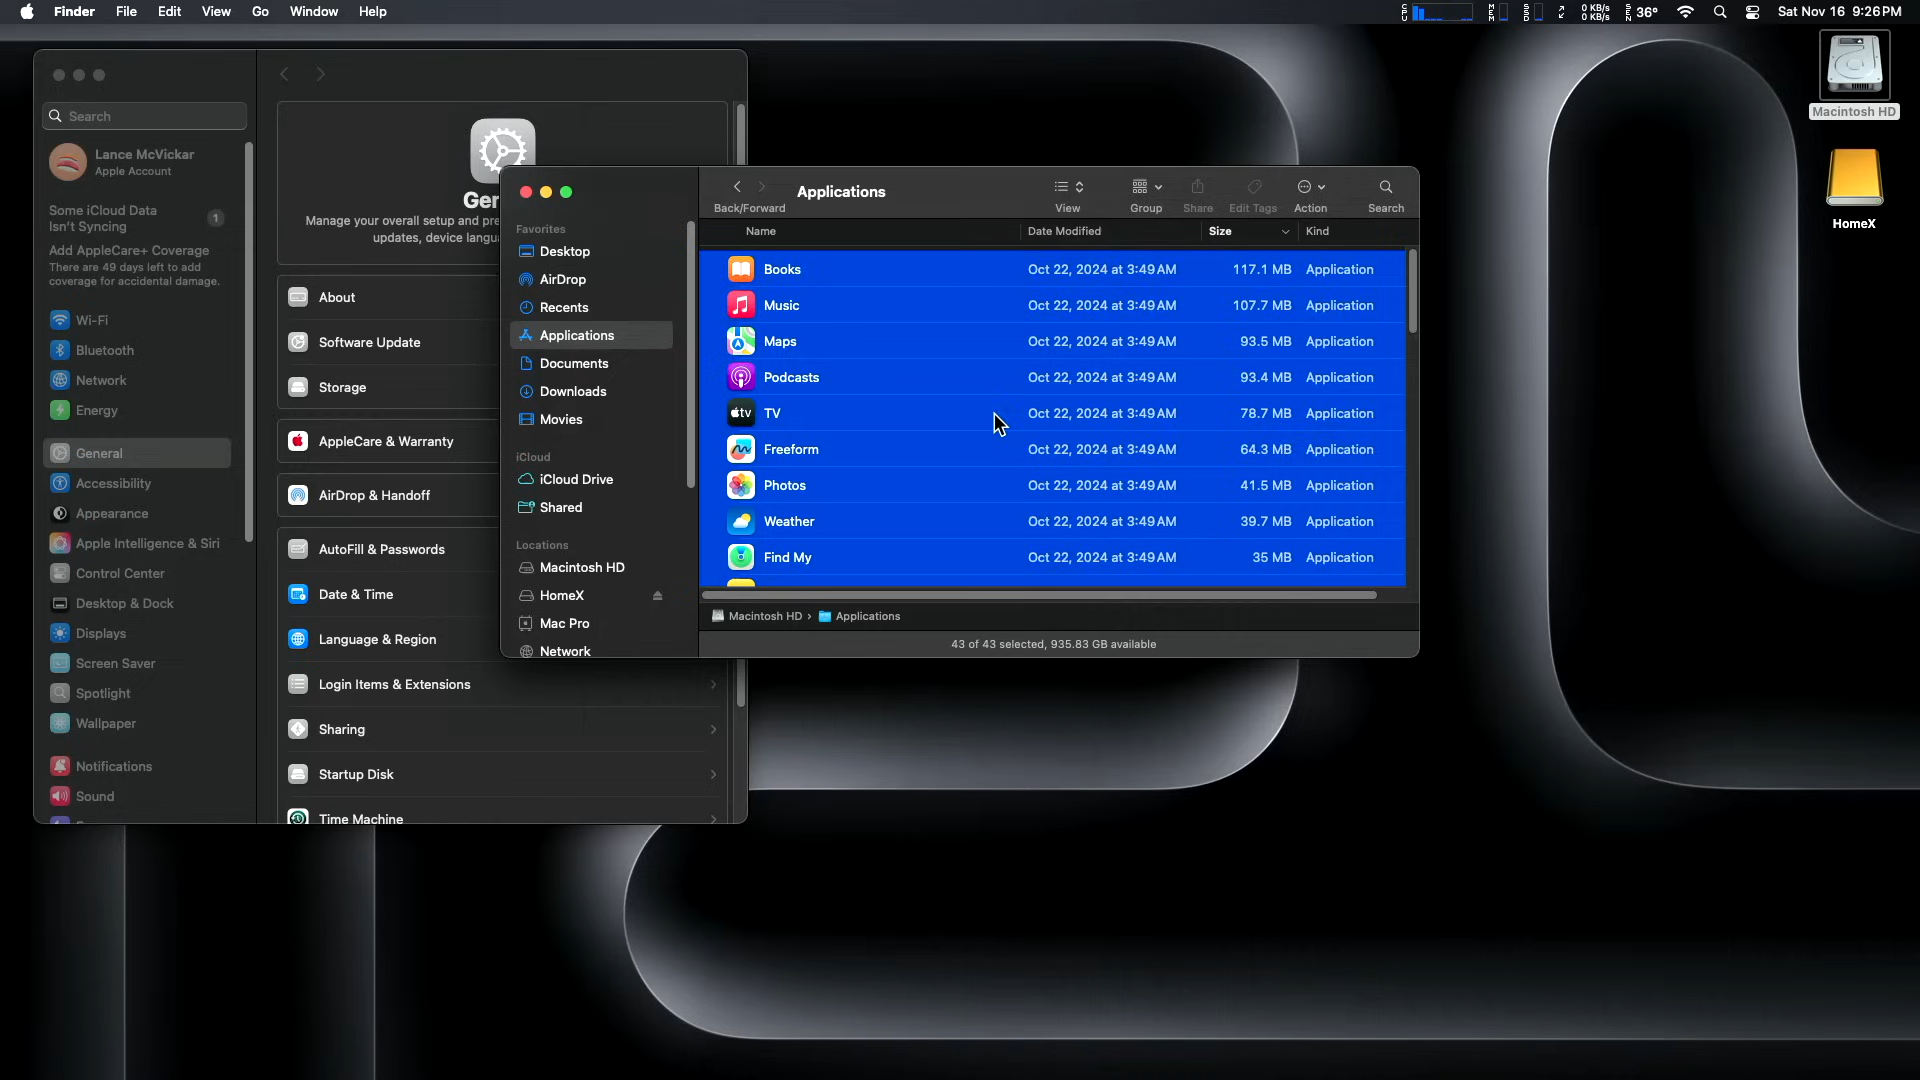 Finder File Edit View Go Window Help
CPU MEM SSD 0 KB/s 0 KB/s SEN 36° Sat Nov 16 9:26 PM
Macintosh HD
HomeX
Search
Lance McVickar
Apple Account
Some iCloud Data
Isn't Syncing
1
Add AppleCare+ Coverage
There are 49 days left to add
coverage for accidental damage.
Wi-Fi
Bluetooth
Network
Energy
General
Accessibility
Appearance
Apple Intelligence & Siri
Control Center
Desktop & Dock
Displays
Screen Saver
Spotlight
Wallpaper
Notifications
Sound
Ger
Manage your overall setup and pre
updates, device langu
About
Software Update
Storage
AppleCare & Warranty
AirDrop & Handoff
AutoFill & Passwords
Date & Time
Language & Region
Login Items & Extensions
Sharing
Startup Disk
Time Machine
Favorites
Desktop
AirDrop
Recents
Applications
Documents
Downloads
Movies
iCloud
iCloud Drive
Shared
Locations
Macintosh HD
HomeX
Mac Pro
Network
Applications
Back/Forward View Group Share Edit Tags Action Search
Name Date Modified Size Kind
Books Oct 22, 2024 at 3:49 AM 117.1 MB Application
Music Oct 22, 2024 at 3:49 AM 107.7 MB Application
Maps Oct 22, 2024 at 3:49 AM 93.5 MB Application
Podcasts Oct 22, 2024 at 3:49 AM 93.4 MB Application
tv TV Oct 22, 2024 at 3:49 AM 78.7 MB Application
Freeform Oct 22, 2024 at 3:49 AM 64.3 MB Application
Photos Oct 22, 2024 at 3:49 AM 41.5 MB Application
Weather Oct 22, 2024 at 3:49 AM 39.7 MB Application
Find My Oct 22, 2024 at 3:49 AM 35 MB Application
Macintosh HD › Applications
43 of 43 selected, 935.83 GB available